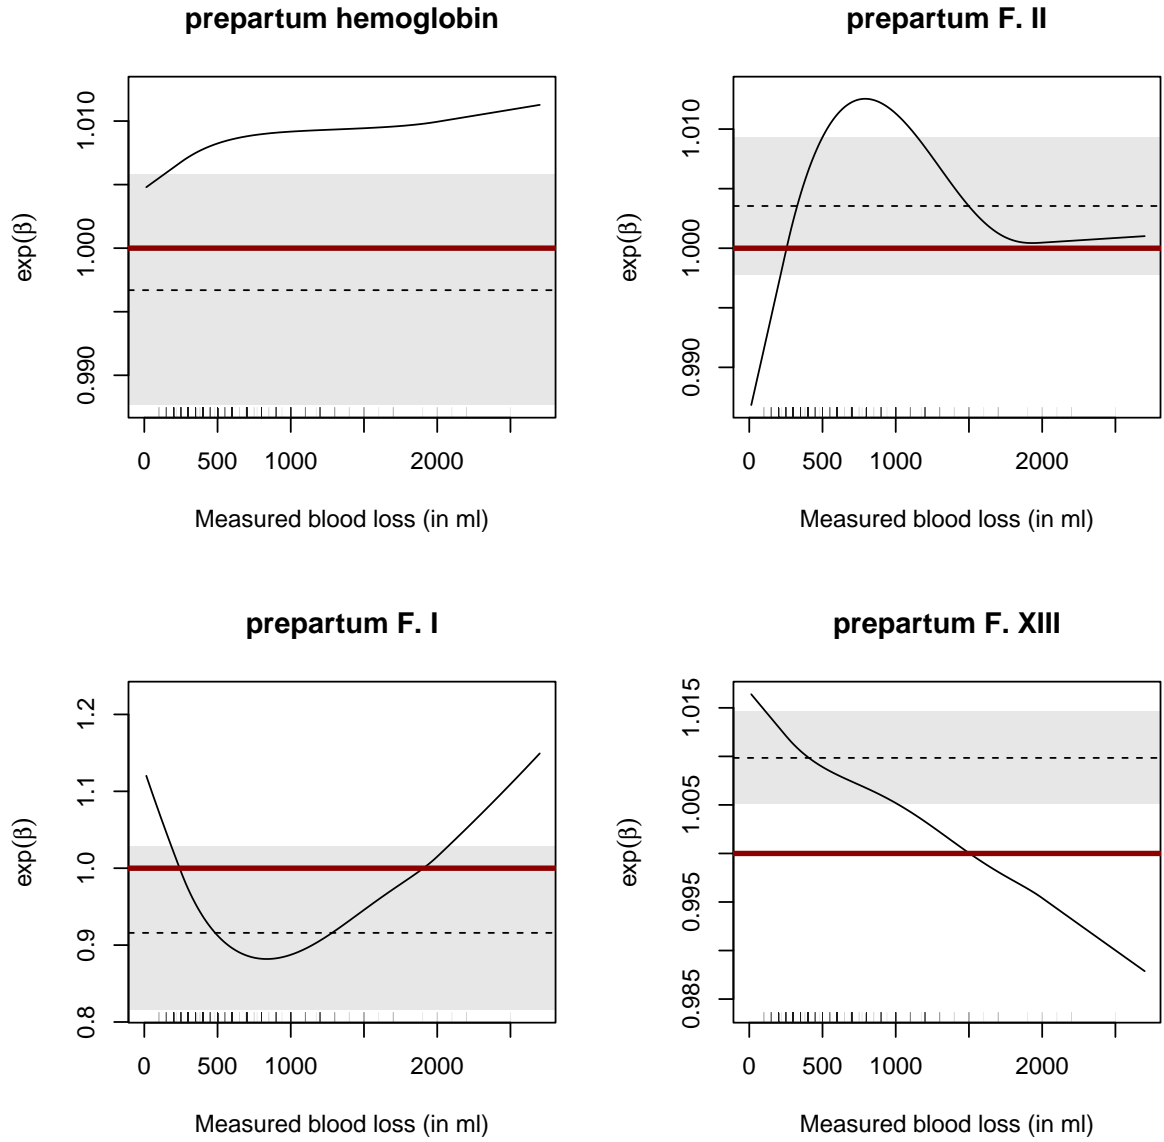 prepartum hemoglobin
exp(β)
1.010
1.000
0.990
0 500 1000 2000
Measured blood loss (in ml)
prepartum F. II
exp(β)
1.010
1.000
0.990
0 500 1000 2000
Measured blood loss (in ml)
prepartum F. I
exp(β)
1.2
1.1
1.0
0.9
0.8
0 500 1000 2000
Measured blood loss (in ml)
prepartum F. XIII
exp(β)
1.015
1.005
0.995
0.985
0 500 1000 2000
Measured blood loss (in ml)